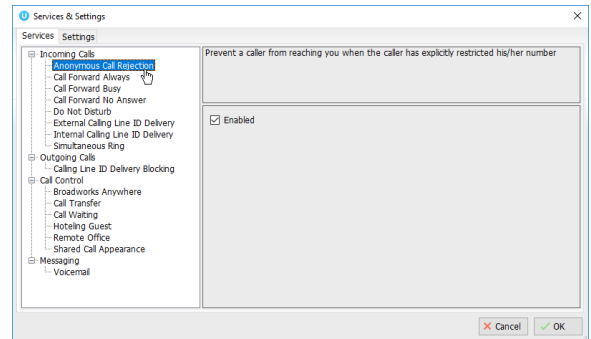 Services & Settings
Services Settings
Incoming Calls
Anonymous Call Rejection
Call Forward Always
Call Forward Busy
Call Forward No Answer
Do Not Disturb
External Calling Line ID Delivery
Internal Calling Line ID Delivery
Simultaneous Ring
Outgoing Calls
Calling Line ID Delivery Blocking
Call Control
Broadworks Anywhere
Call Transfer
Call Waiting
Hoteling Guest
Remote Office
Shared Call Appearance
Messaging
Voicemail
Prevent a caller from reaching you when the caller has explicitly restricted his/her number
Enabled
Cancel OK